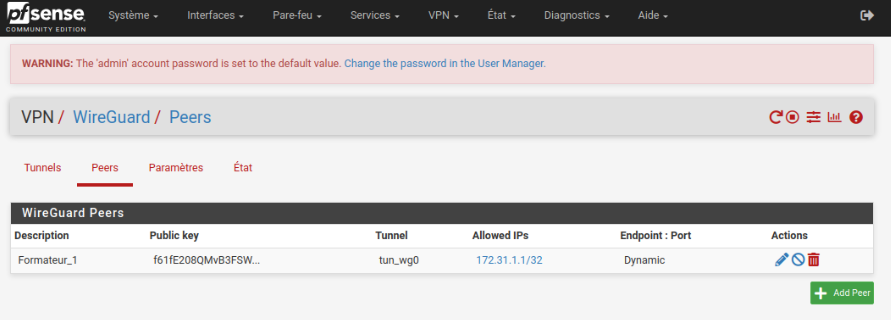 pfsense
COMMUNITY EDITION
Système Interfaces Pare-feu Services VPN État Diagnostics Aide
WARNING: The 'admin' account password is set to the default value. Change the password in the User Manager.
VPN / WireGuard / Peers
Tunnels Peers Paramètres État
WireGuard Peers
Description Public key Tunnel Allowed IPs Endpoint : Port Actions
Formateur_1 f61fE208QMvB3FSW... tun_wg0 172.31.1.1/32 Dynamic
Add Peer